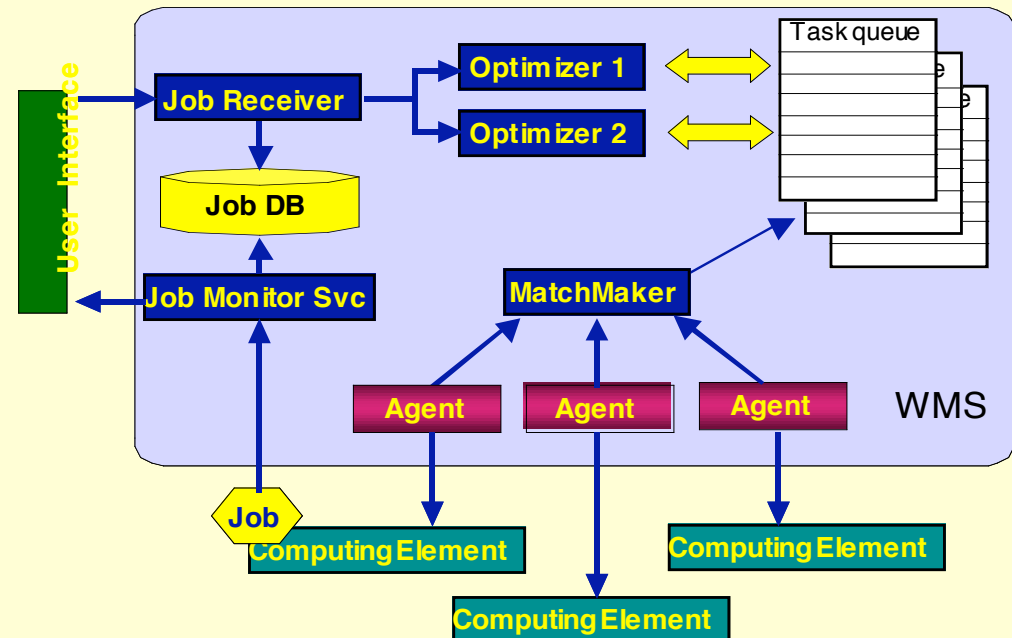 Task queue
e
e
User Interface
Job Receiver
Optimizer 1
Optimizer 2
Job DB
Job Monitor Svc
MatchMaker
Agent
Agent
Agent
WMS
Job
Computing Element
Computing Element
Computing Element